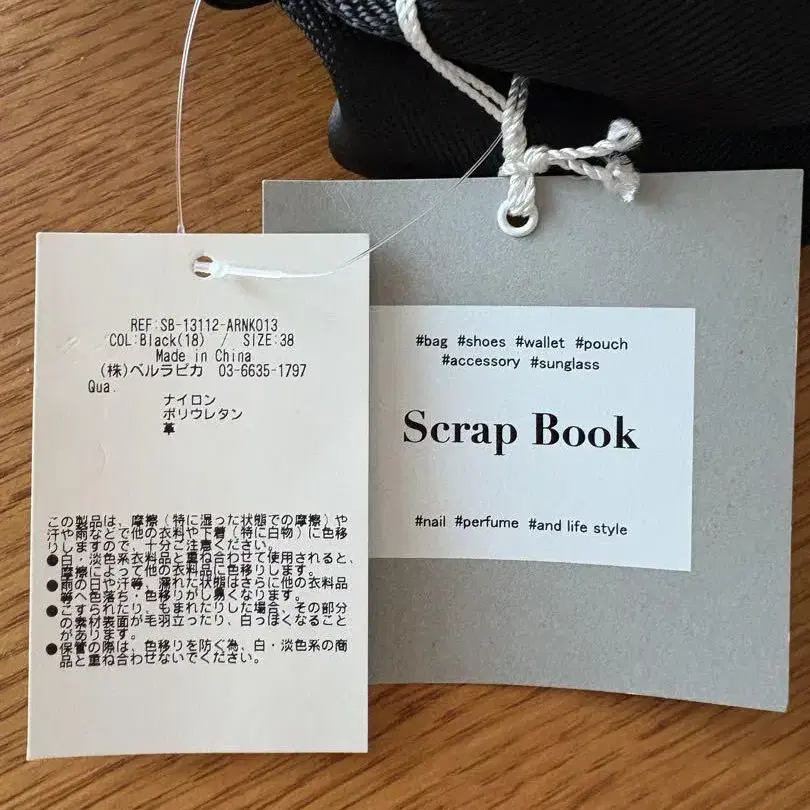 REF:SB-13112-ARNK013
COL:Black(18) / SIZE:38
Made in China
(株)ベルラビカ 03-6635-1797
Qua.
ナイロン
ポリウレタン
革
この製品は、摩擦(特に湿った状態での摩擦)や
汗や雨などで他の衣料や下着(特に白物)に色移
りしますので、十分ご注意ください。
●白・淡色系衣料品と重ね合わせて使用されると、
摩擦によって他の衣料品に色移りします。
●雨の日や汗等、濡れた状態はさらに他の衣料品
等へ色落ち・色移りがし易くなります。
●こすられたり、もまれたりした場合、その部分
の素材表面が毛羽立ったり、白っぽくなること
があります。
●保管の際は、色移りを防ぐ為、白・淡色系の商
品と重ね合わせないでください。
#bag #shoes #wallet #pouch
#accessory #sunglass
Scrap Book
#nail #perfume #and life style